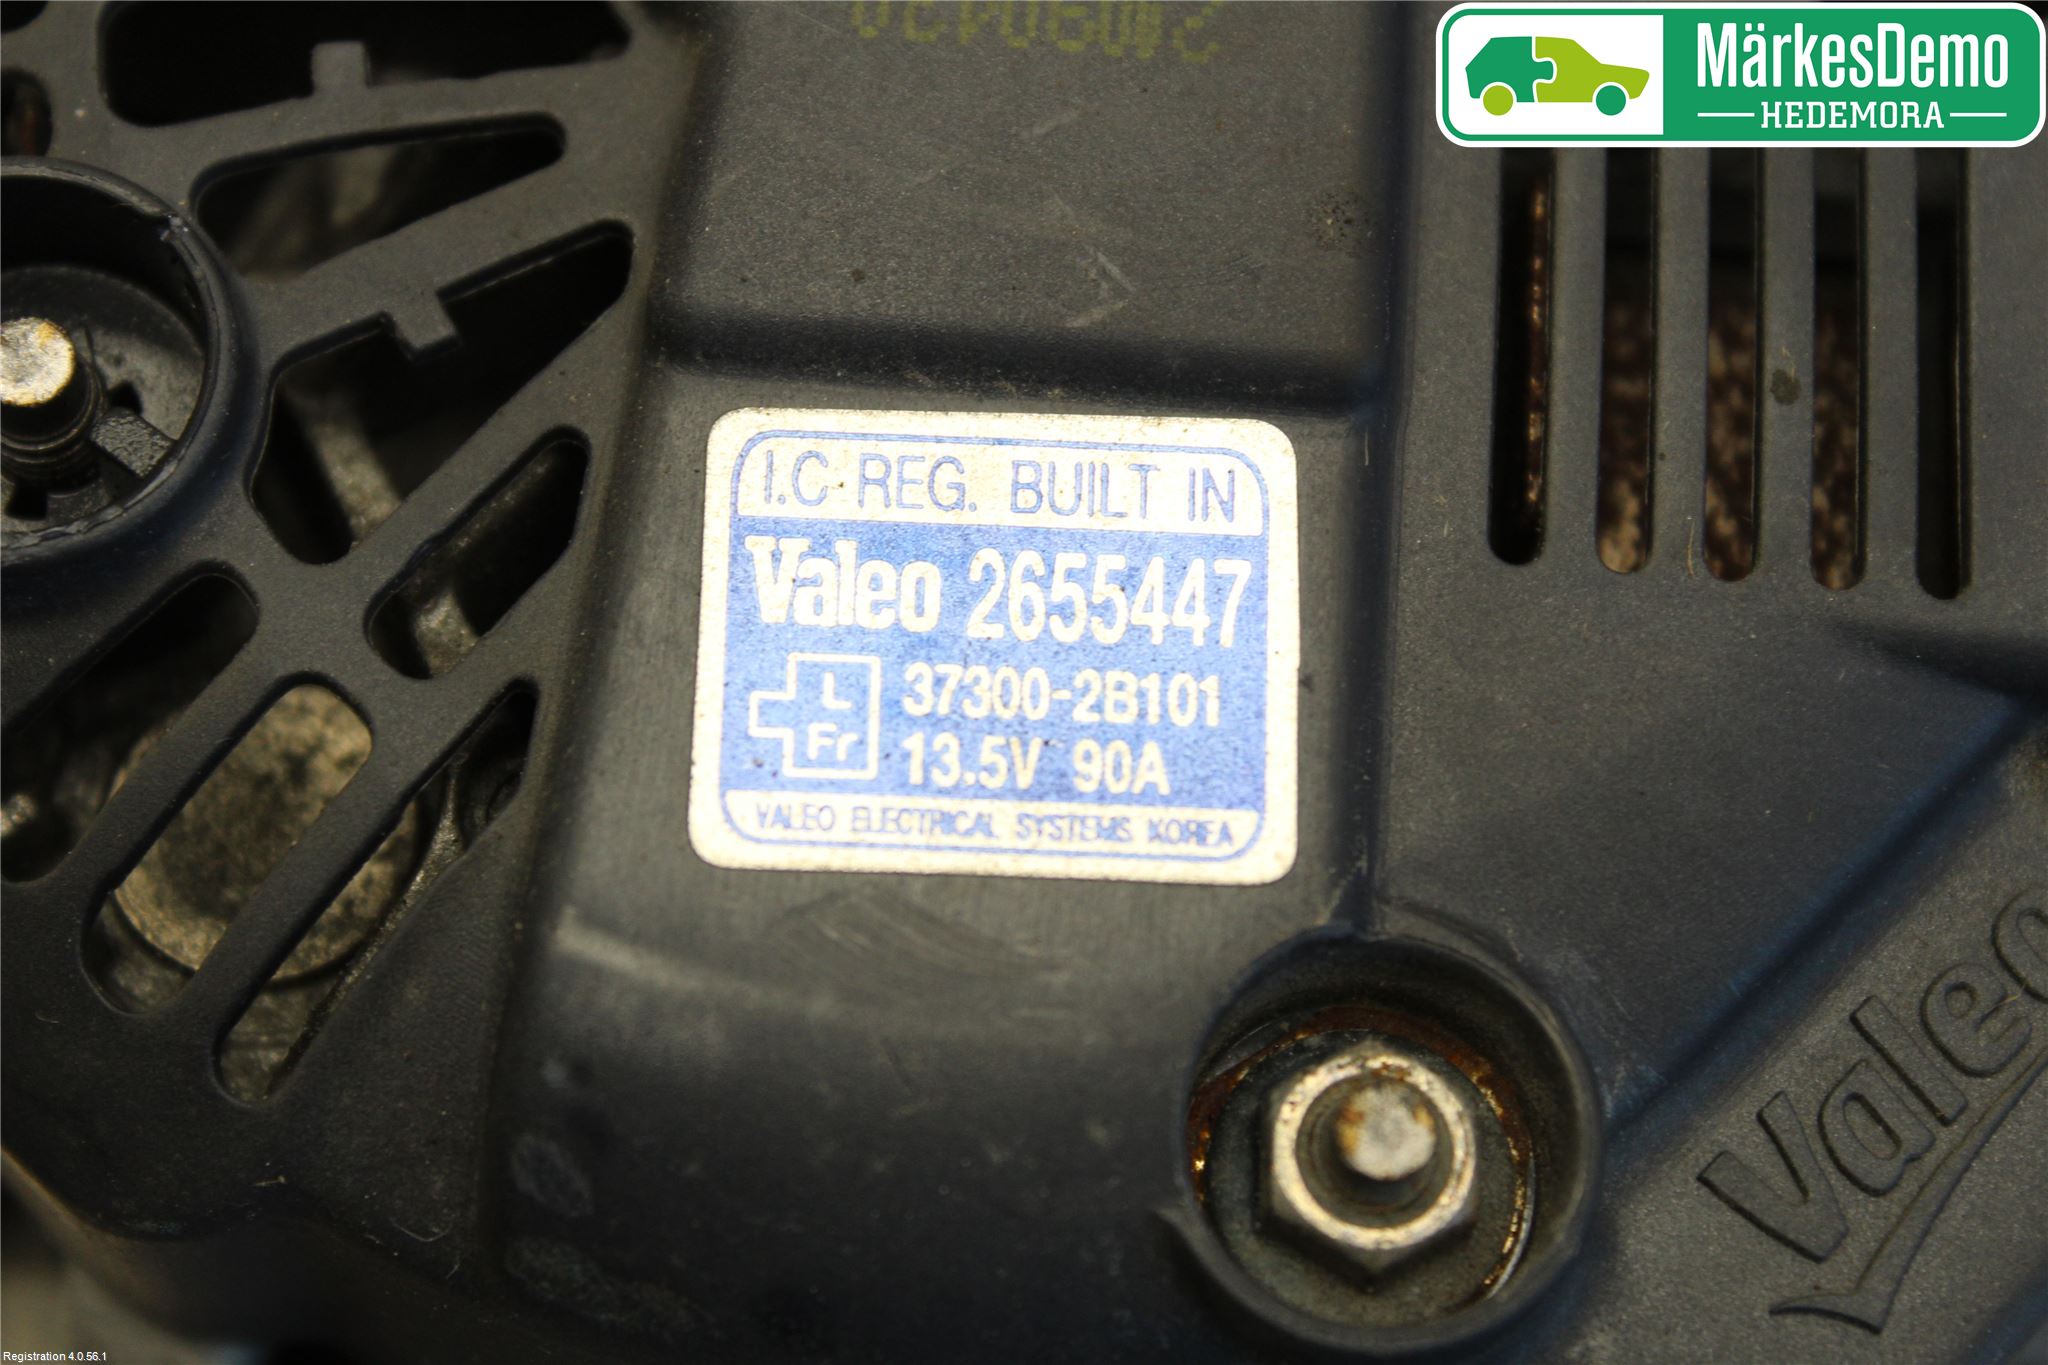 MärkesDemo
HEDEMORA
I.C REG. BUILT IN
Valeo 2655447
L
Fr
37300-2B101
13.5V 90A
VALEO ELECTRICAL SYSTEMS KOREA
Valeo
Registration 4.0.56.1